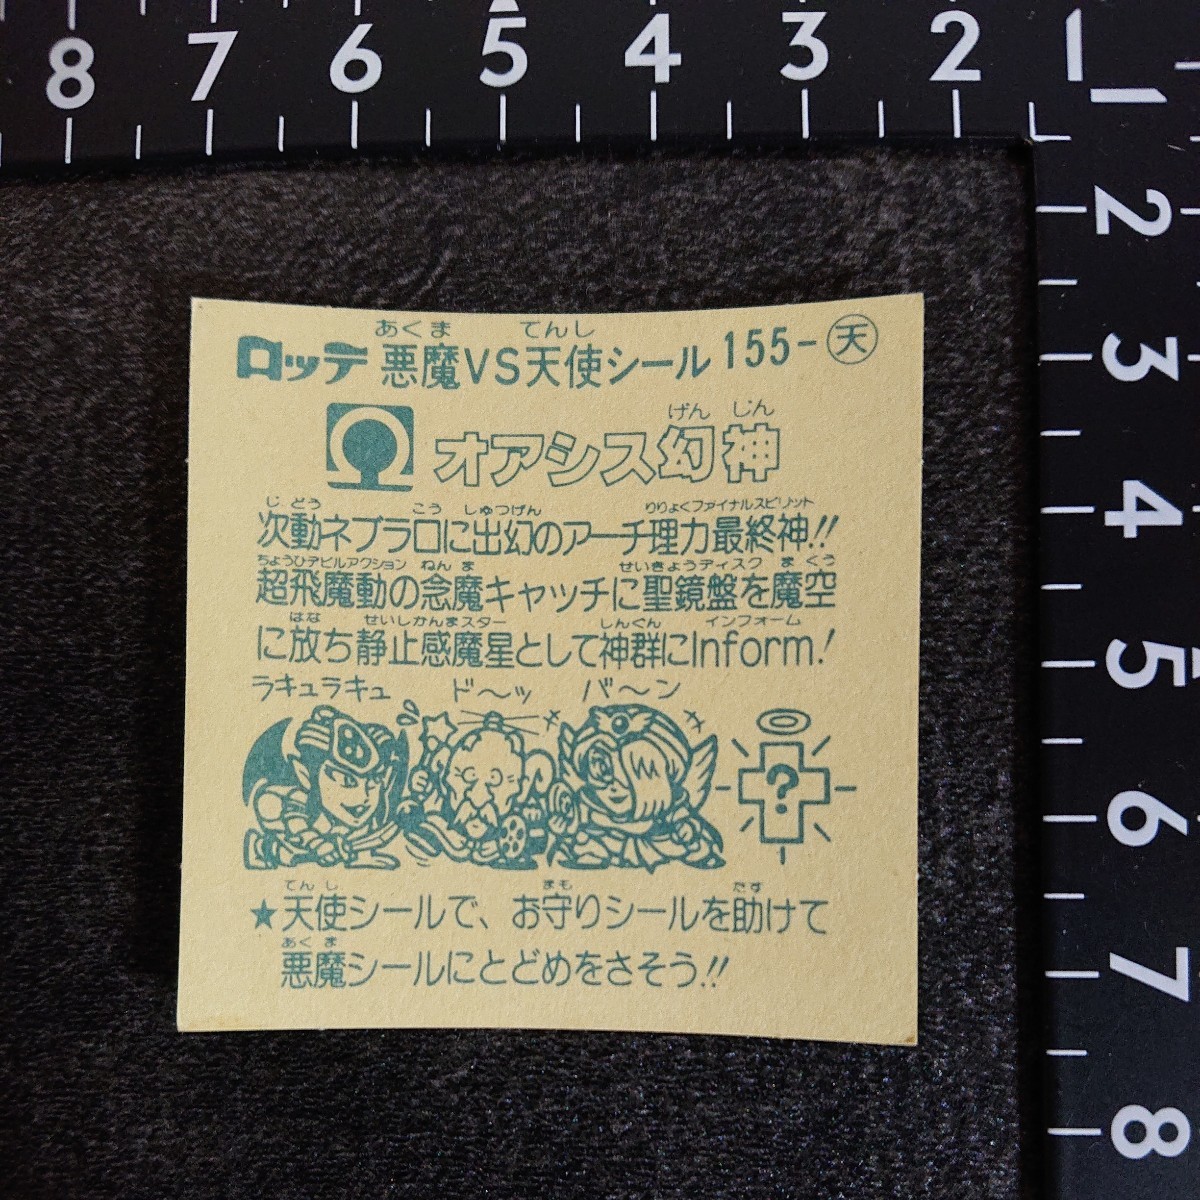 8 7 6 5 4 3 2 1
1
2
3
4
5
6
7
8
あくま てんし
ロッテ 悪魔VS天使シール 155-天
げん じん
Ω オアシス幻神
じどう こう しゅつげん りりょくファイナルスピリット
次動ネブラ口に出幻のアーチ理力最終神!!
ちょうひデビルアクション ねんま せいきょうディスク まくう
超飛魔動の念魔キャッチに聖鏡盤を魔空
はな せいしかんまスター しんぐん インフォーム
に放ち静止感魔星として神群にInform!
ラキュラキュ ド〜ッ バ〜ン
?
てんし まも たす
★天使シールで、お守りシールを助けて
あくま
悪魔シールにとどめをさそう!!